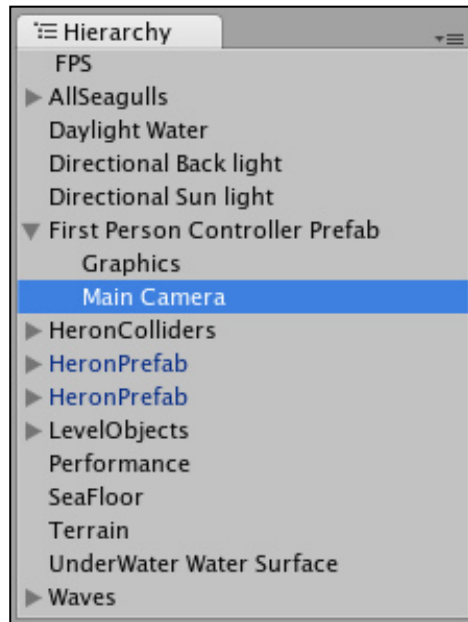 Hierarchy
FPS
AllSeagulls
Daylight Water
Directional Back light
Directional Sun light
First Person Controller Prefab
Graphics
Main Camera
HeronColliders
HeronPrefab
HeronPrefab
LevelObjects
Performance
SeaFloor
Terrain
UnderWater Water Surface
Waves